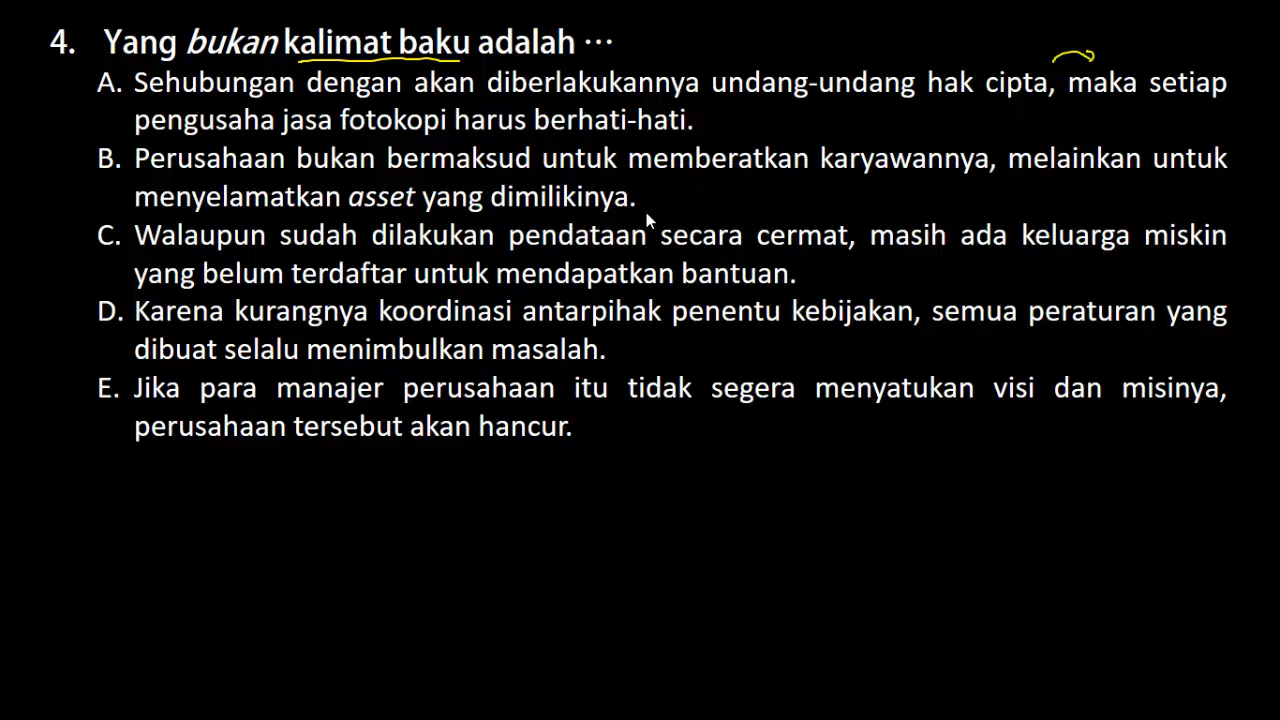 4. Yang bukan kalimat baku adalah ⋯
A. Sehubungan dengan akan diberlakukannya undang-undang hak cipta, maka setiap
pengusaha jasa fotokopi harus berhati-hati.
B. Perusahaan bukan bermaksud untuk memberatkan karyawannya, melainkan untuk
menyelamatkan asset yang dimilikinya.
C. Walaupun sudah dilakukan pendataan secara cermat, masih ada keluarga miskin
yang belum terdaftar untuk mendapatkan bantuan.
D. Karena kurangnya koordinasi antarpihak penentu kebijakan, semua peraturan yang
dibuat selalu menimbulkan masalah.
E. Jika para manajer perusahaan itu tidak segera menyatukan visi dan misinya,
perusahaan tersebut akan hancur.